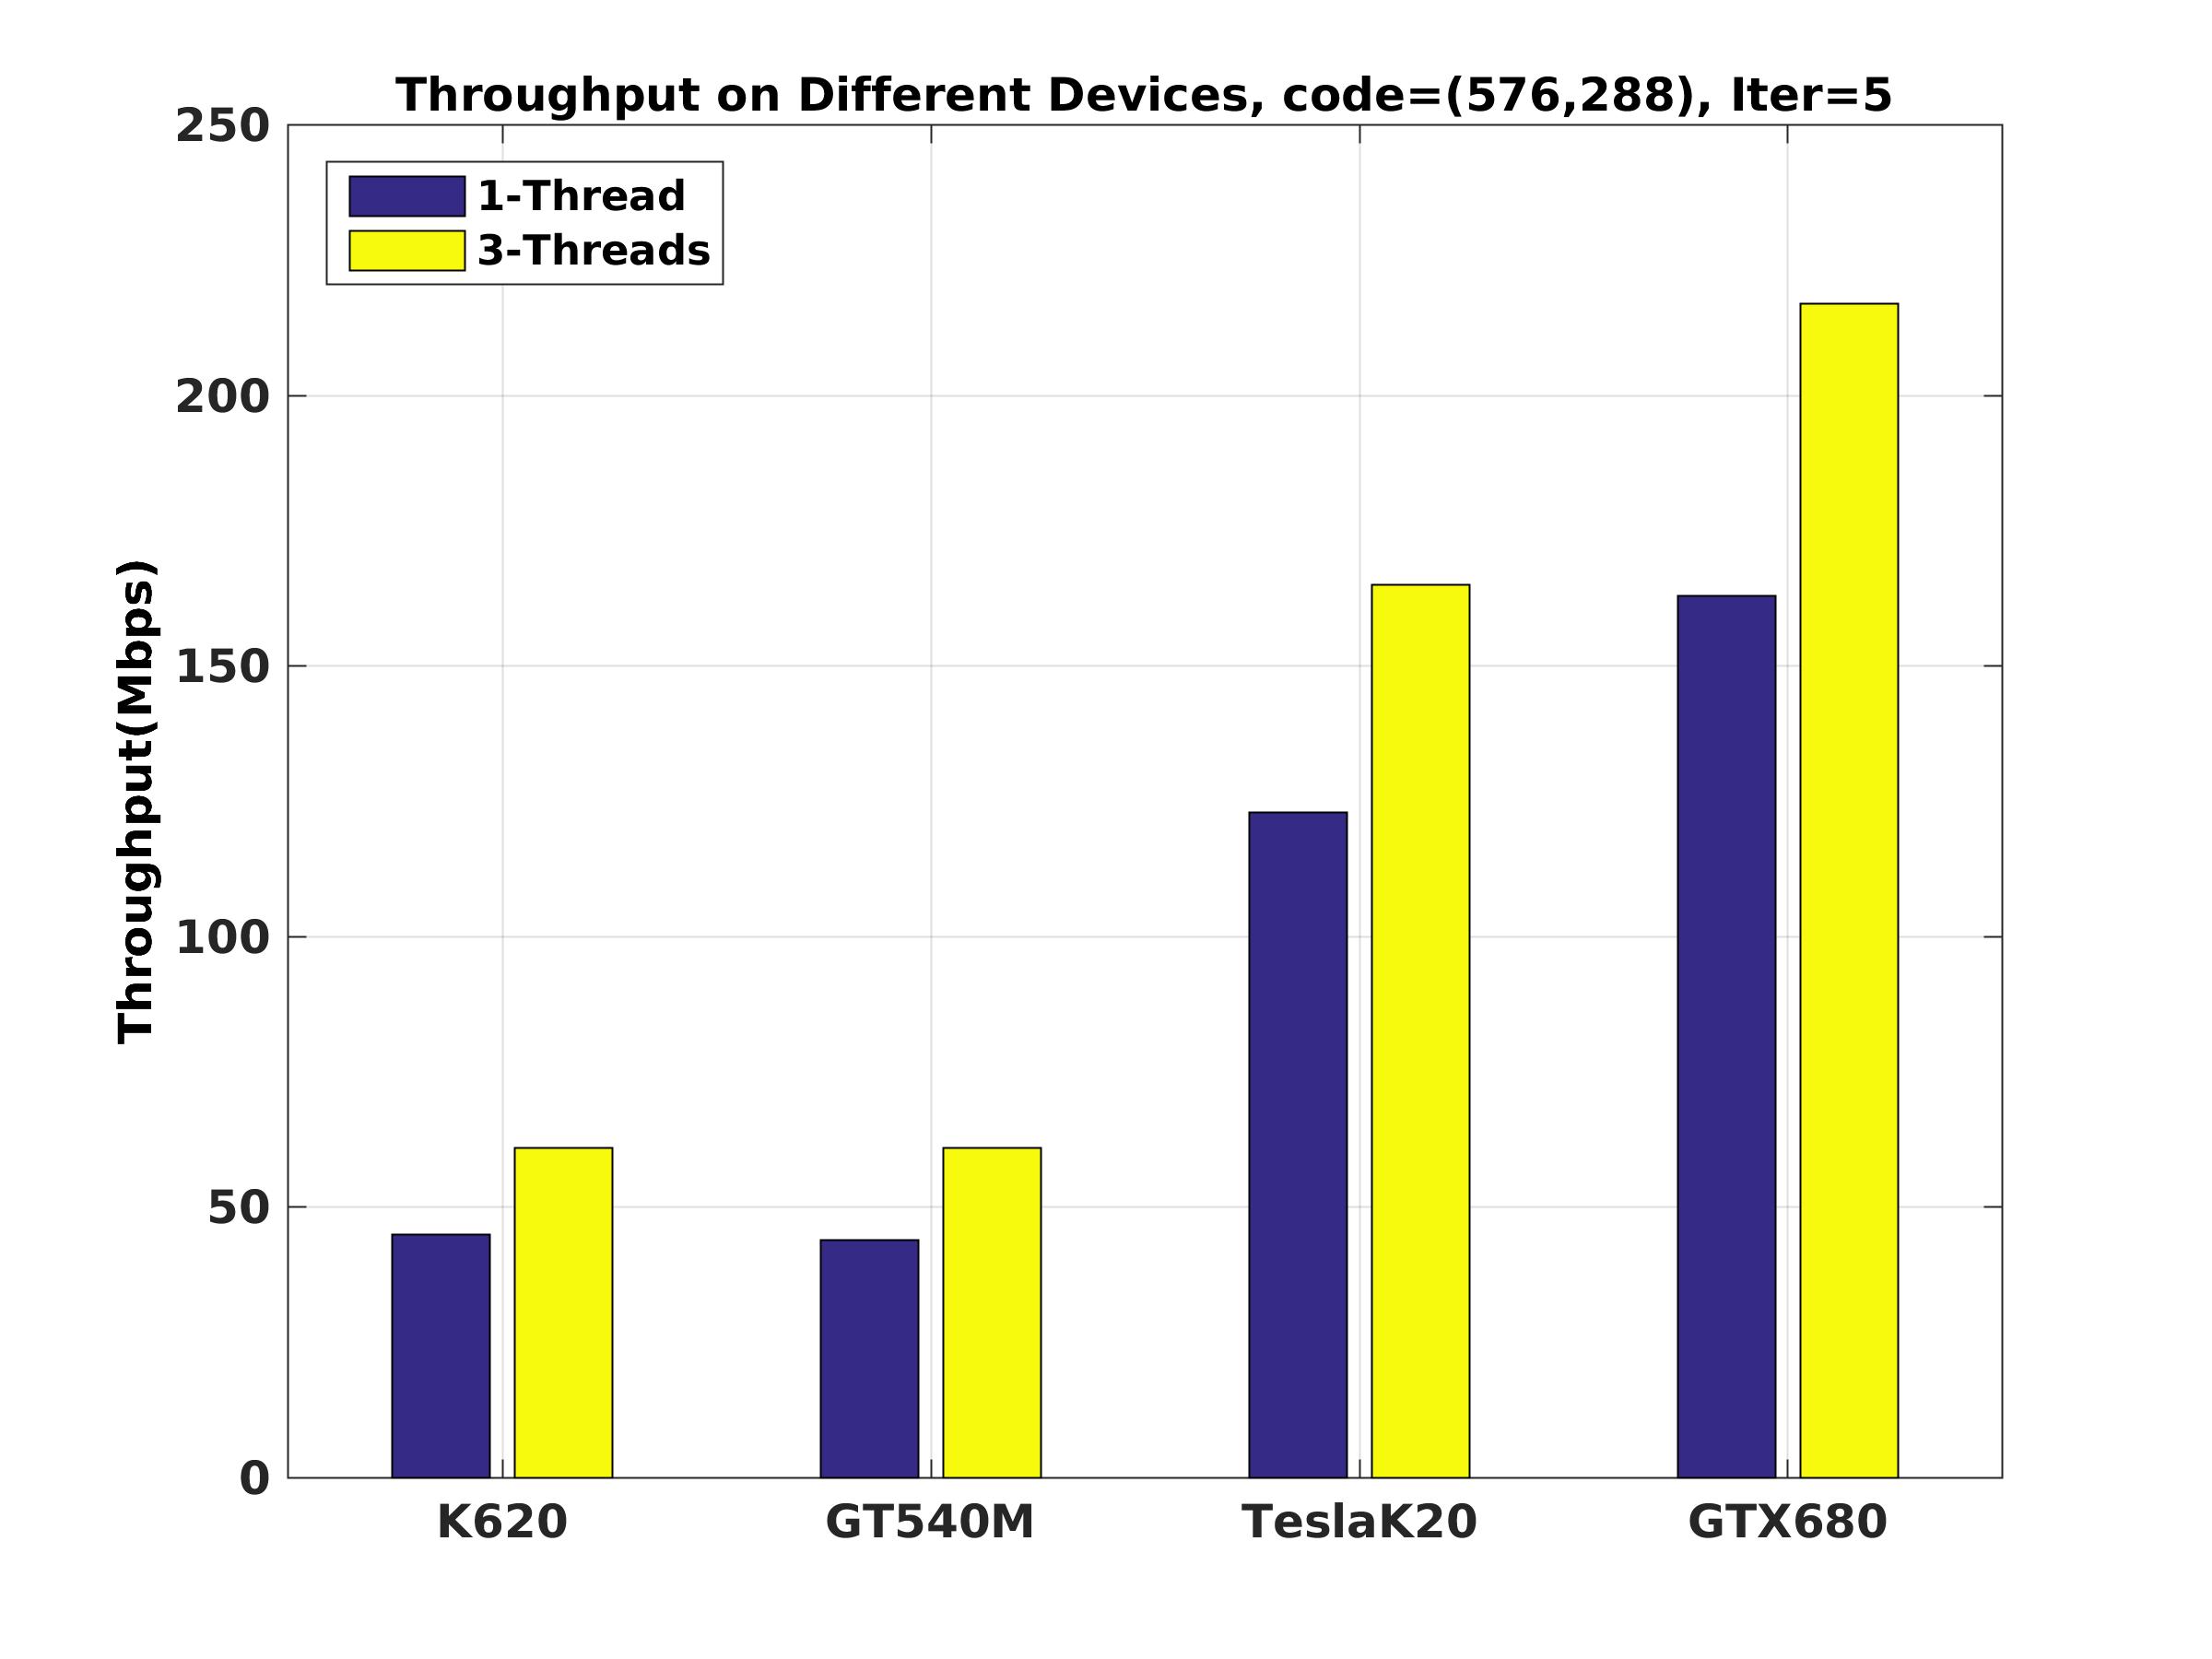 Throughput on Different Devices, code=(576,288), Iter=5
250
200
150
100
50
0
Throughput(Mbps)
1-Thread
3-Threads
K620 GT540M TeslaK20 GTX680